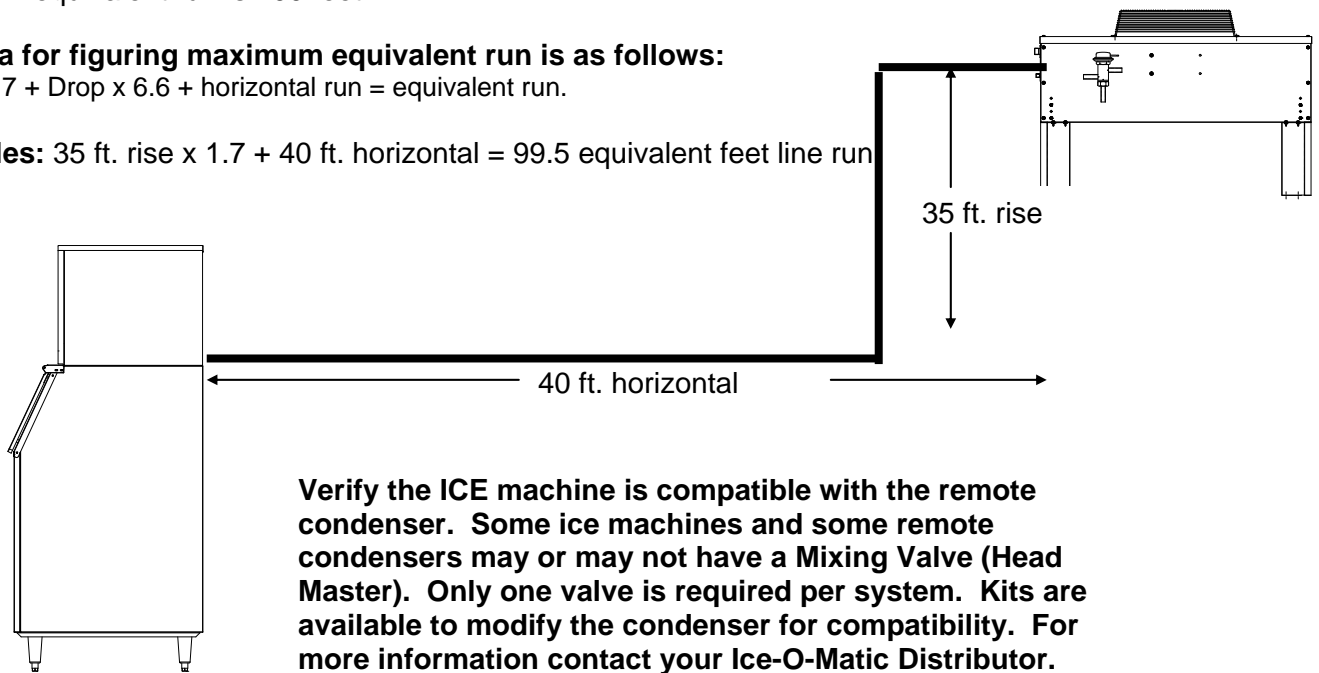 a for figuring maximum equivalent run is as follows:
7 + Drop x 6.6 + horizontal run = equivalent run.
les: 35 ft. rise x 1.7 + 40 ft. horizontal = 99.5 equivalent feet line run
35 ft. rise
40 ft. horizontal
Verify the ICE machine is compatible with the remote
condenser. Some ice machines and some remote
condensers may or may not have a Mixing Valve (Head
Master). Only one valve is required per system. Kits are
available to modify the condenser for compatibility. For
more information contact your Ice-O-Matic Distributor.